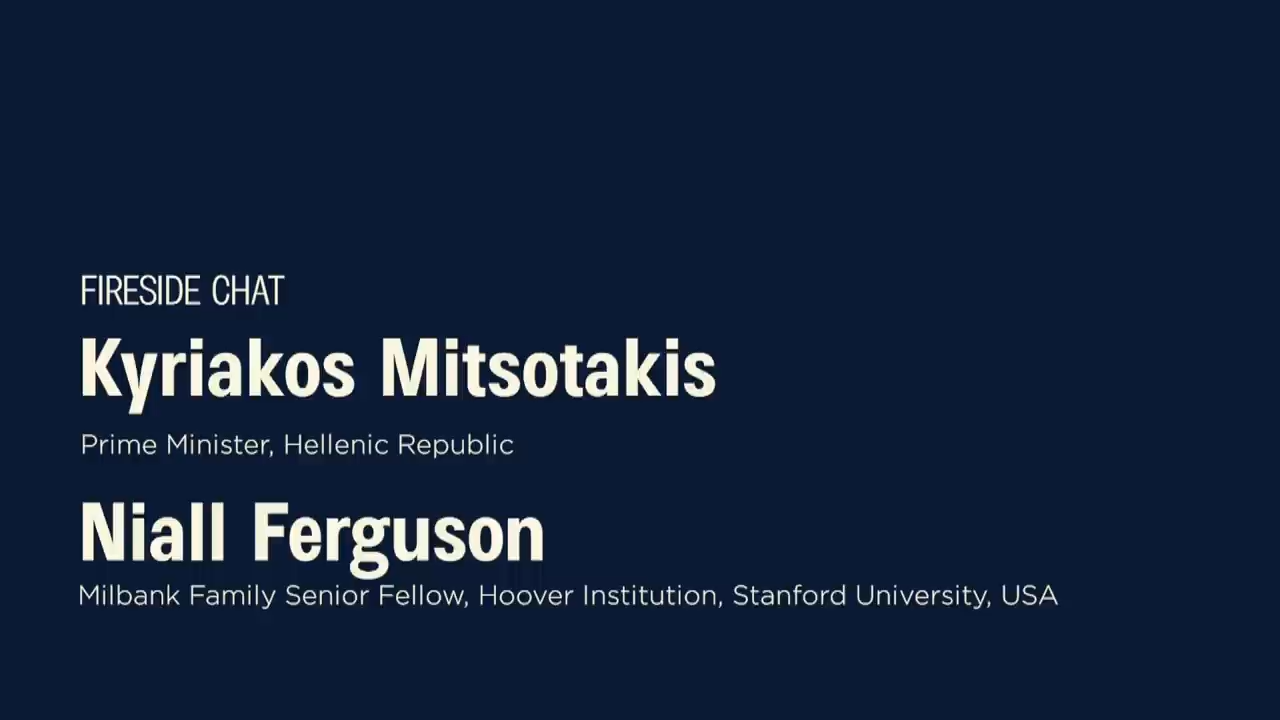 FIRESIDE CHAT
Kyriakos Mitsotakis
Prime Minister, Hellenic Republic
Niall Ferguson
Milbank Family Senior Fellow, Hoover Institution, Stanford University, USA